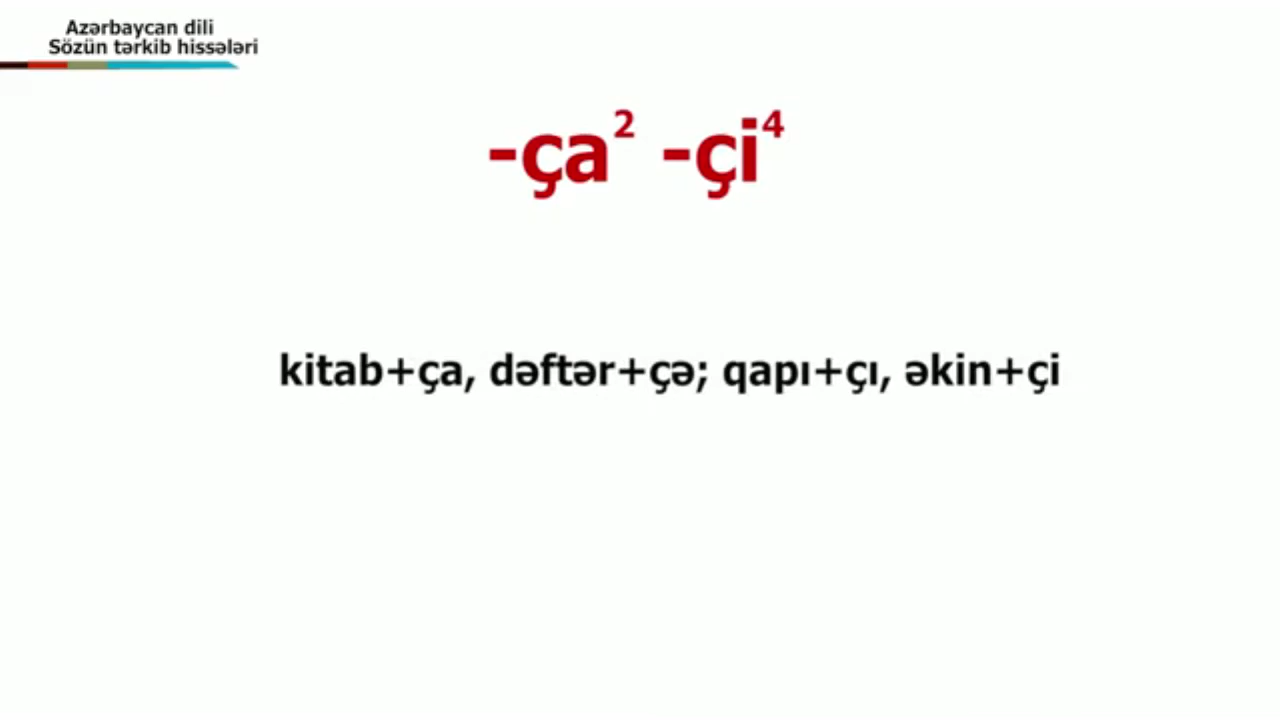 Azərbaycan dili
Sözün tərkib hissələri
-ça² -çi⁴
kitab+ça, dəftər+çə; qapı+çı, əkin+çi